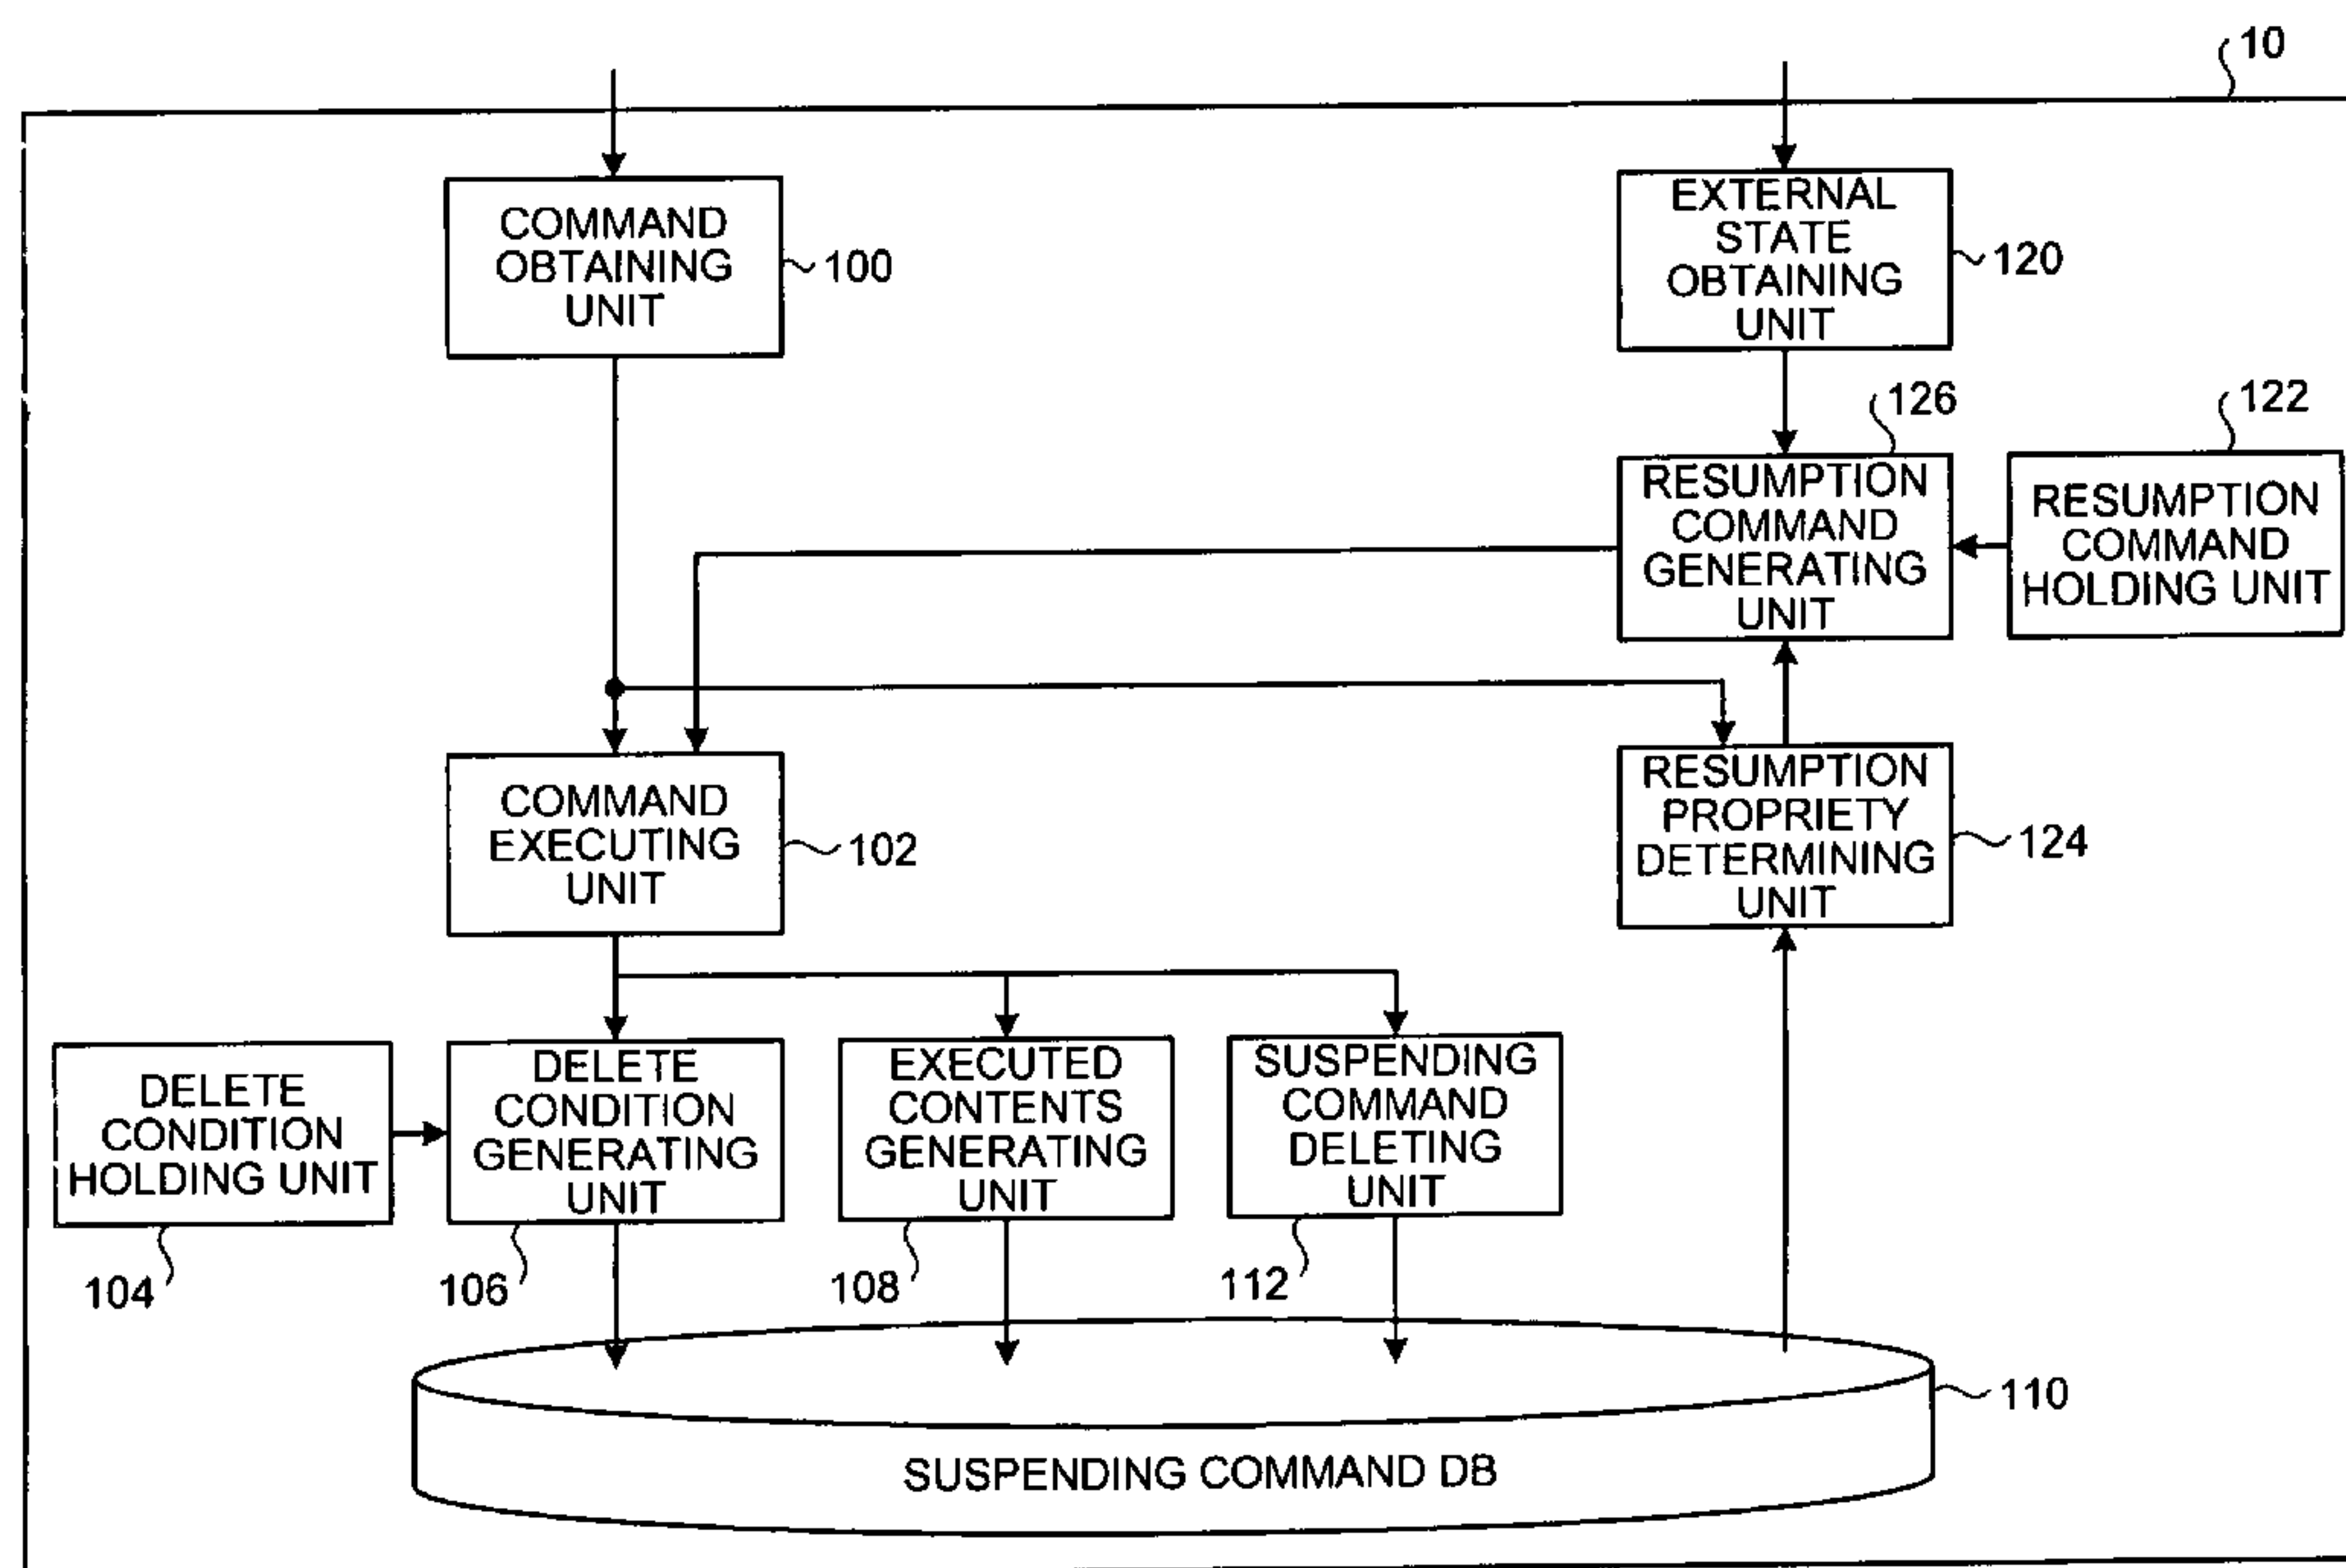 10
COMMAND
OBTAINING
UNIT
100
EXTERNAL
STATE
OBTAINING
UNIT
120
126
122
RESUMPTION
COMMAND
GENERATING
UNIT
RESUMPTION
COMMAND
HOLDING UNIT
COMMAND
EXECUTING
UNIT
102
RESUMPTION
PROPRIETY
DETERMINING
UNIT
124
DELETE
CONDITION
HOLDING UNIT
104
DELETE
CONDITION
GENERATING
UNIT
106
EXECUTED
CONTENTS
GENERATING
UNIT
108
SUSPENDING
COMMAND
DELETING
UNIT
112
110
SUSPENDING COMMAND DB